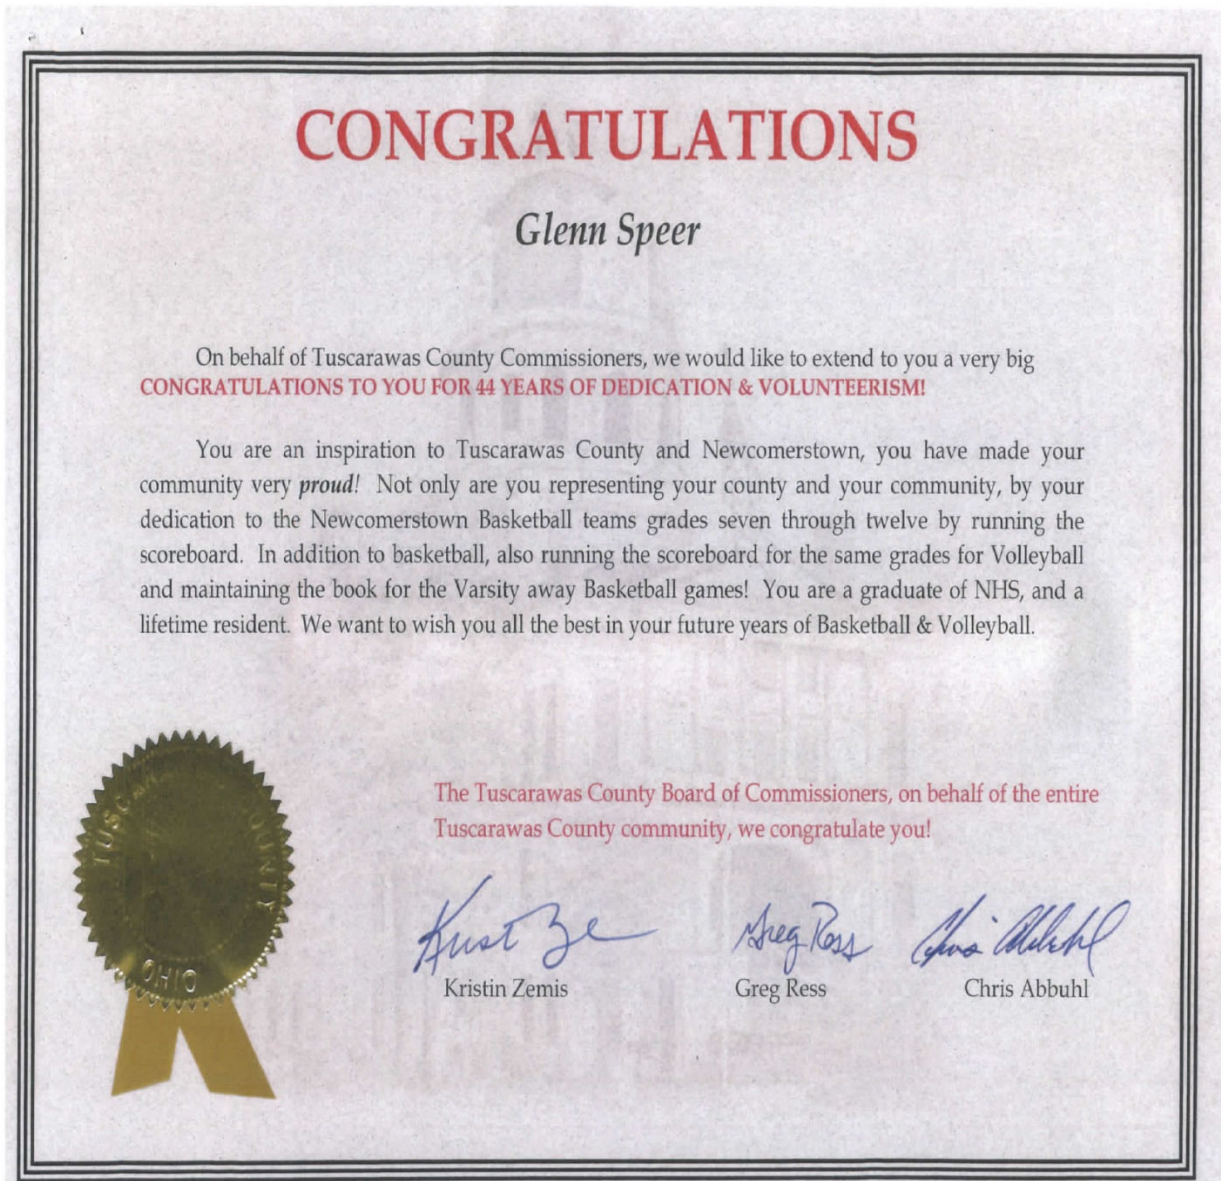 CONGRATULATIONS
Glenn Speer
On behalf of Tuscarawas County Commissioners, we would like to extend to you a very big
CONGRATULATIONS TO YOU FOR 44 YEARS OF DEDICATION & VOLUNTEERISM!
You are an inspiration to Tuscarawas County and Newcomerstown, you have made your
community very proud! Not only are you representing your county and your community, by your
dedication to the Newcomerstown Basketball teams grades seven through twelve by running the
scoreboard. In addition to basketball, also running the scoreboard for the same grades for Volleyball
and maintaining the book for the Varsity away Basketball games! You are a graduate of NHS, and a
lifetime resident. We want to wish you all the best in your future years of Basketball & Volleyball.
The Tuscarawas County Board of Commissioners, on behalf of the entire
Tuscarawas County community, we congratulate you!
Greg Ress
Kristin Zemis Greg Ress Chris Abbuhl
COUNTY
OHIO